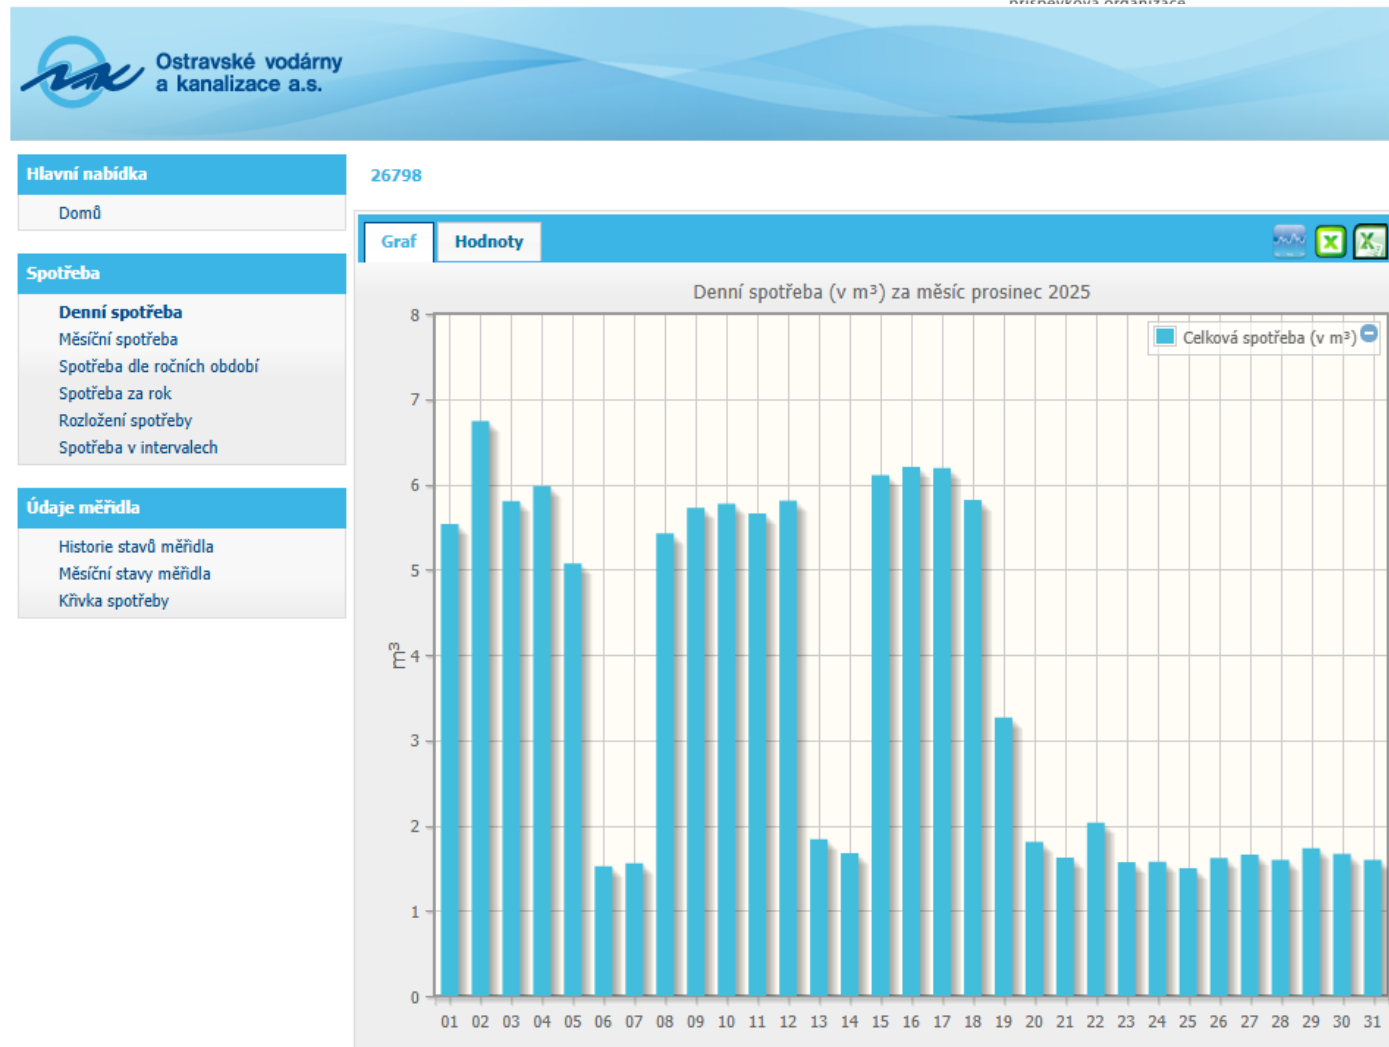 příspěvková organizace
Ostravské vodárny
a kanalizace a.s.
Hlavní nabídka
Domů
Spotřeba
Denní spotřeba
Měsíční spotřeba
Spotřeba dle ročních období
Spotřeba za rok
Rozložení spotřeby
Spotřeba v intervalech
Údaje měřidla
Historie stavů měřidla
Měsíční stavy měřidla
Křivka spotřeby
26798
Graf Hodnoty
Denní spotřeba (v m³) za měsíc prosinec 2025
Celková spotřeba (v m³)
m³
8
7
6
5
4
3
2
1
0
01 02 03 04 05 06 07 08 09 10 11 12 13 14 15 16 17 18 19 20 21 22 23 24 25 26 27 28 29 30 31